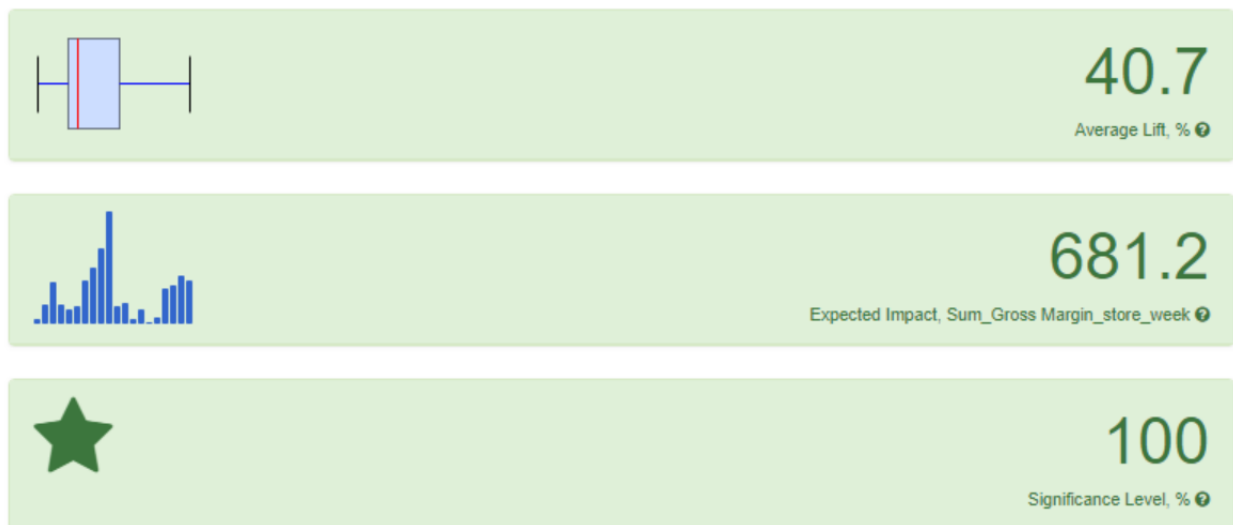 40.7
Average Lift, % ?
681.2
Expected Impact, Sum_Gross Margin_store_week ?
100
Significance Level, % ?